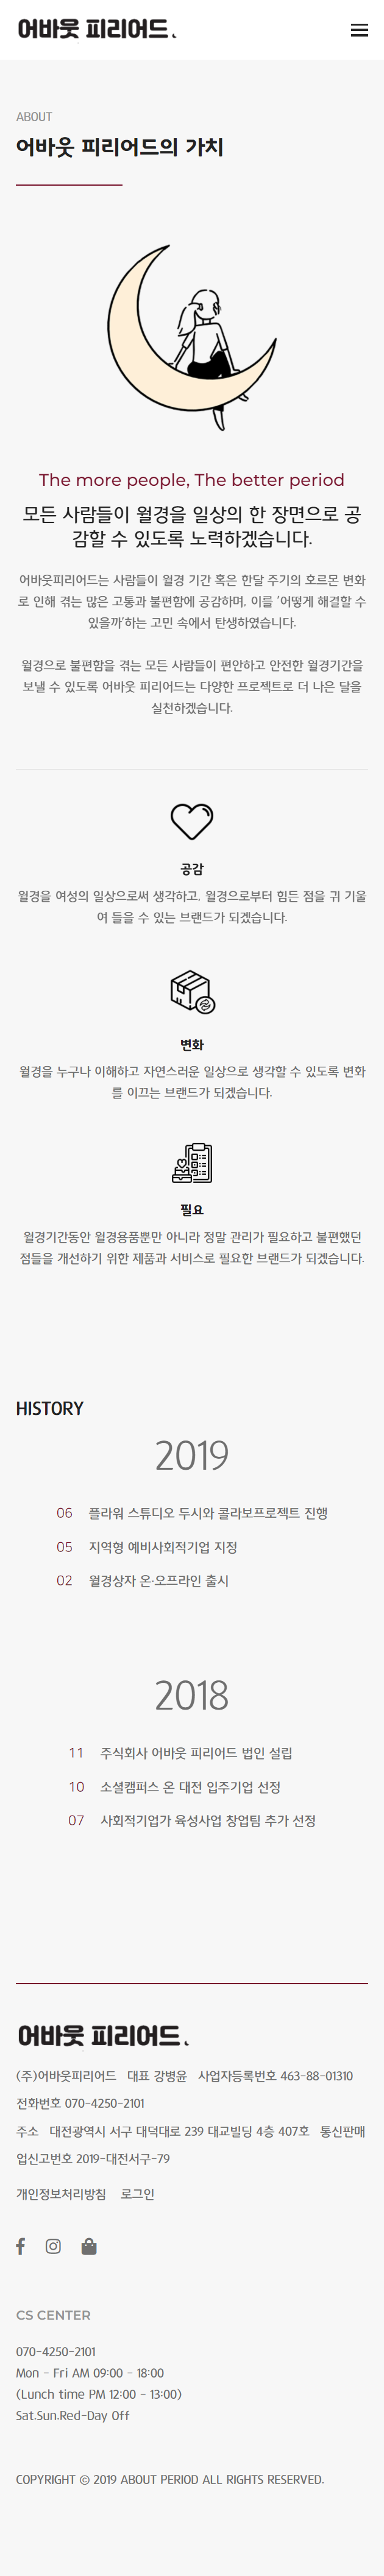 어바웃 피리어드.
ABOUT
어바웃 피리어드의 가치
The more people, The better period
모든 사람들이 월경을 일상의 한 장면으로 공
감할 수 있도록 노력하겠습니다.
어바웃피리어드는 사람들이 월경 기간 혹은 한달 주기의 호르몬 변화
로 인해 겪는 많은 고통과 불편함에 공감하며, 이를 '어떻게 해결할 수
있을까'하는 고민 속에서 탄생하였습니다.
월경으로 불편함을 겪는 모든 사람들이 편안하고 안전한 월경기간을
보낼 수 있도록 어바웃 피리어드는 다양한 프로젝트로 더 나은 달을
실천하겠습니다.
공감
월경을 여성의 일상으로써 생각하고, 월경으로부터 힘든 점을 귀 기울
여 들을 수 있는 브랜드가 되겠습니다.
변화
월경을 누구나 이해하고 자연스러운 일상으로 생각할 수 있도록 변화
를 이끄는 브랜드가 되겠습니다.
필요
월경기간동안 월경용품뿐만 아니라 정말 관리가 필요하고 불편했던
점들을 개선하기 위한 제품과 서비스로 필요한 브랜드가 되겠습니다.
HISTORY
2019
06 플라워 스튜디오 두시와 콜라보프로젝트 진행
05 지역형 예비사회적기업 지정
02 월경상자 온·오프라인 출시
2018
11 주식회사 어바웃 피리어드 법인 설립
10 소셜캠퍼스 온 대전 입주기업 선정
07 사회적기업가 육성사업 창업팀 추가 선정
어바웃 피리어드.
(주)어바웃피리어드 대표 강병윤 사업자등록번호 463-88-01310
전화번호 070-4250-2101
주소 대전광역시 서구 대덕대로 239 대교빌딩 4층 407호 통신판매
업신고번호 2019-대전서구-79
개인정보처리방침 로그인
CS CENTER
070-4250-2101
Mon - Fri AM 09:00 - 18:00
(Lunch time PM 12:00 - 13:00)
Sat.Sun.Red-Day Off
COPYRIGHT © 2019 ABOUT PERIOD ALL RIGHTS RESERVED.